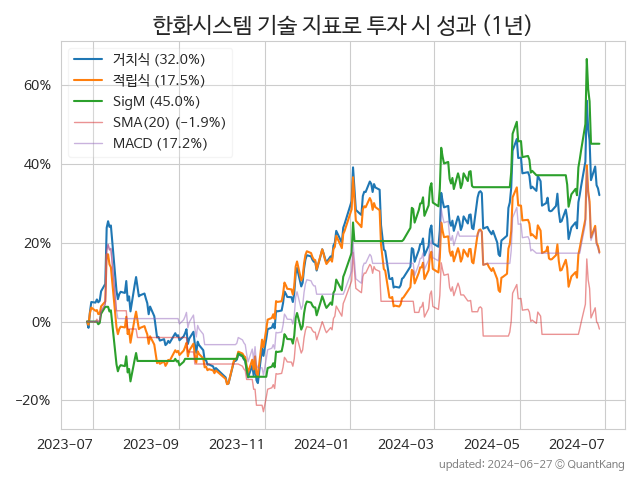 한화시스템 기술 지표로 투자 시 성과 (1년)
거치식 (32.0%)
적립식 (17.5%)
SigM (45.0%)
SMA(20) (−1.9%)
MACD (17.2%)
60%
40%
20%
0%
−20%
2023-07 2023-09 2023-11 2024-01 2024-03 2024-05 2024-07
updated: 2024-06-27 ⓒ QuantKang